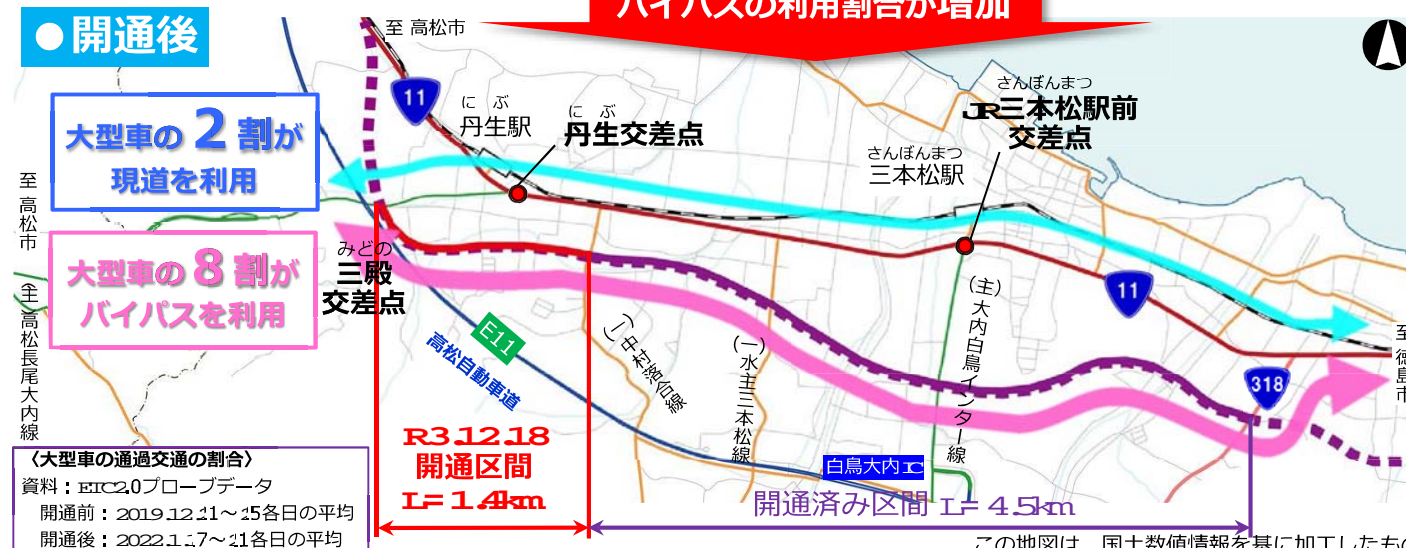 バイパスの利用割合が増加
●開通後
至 高松市
11
にぶ
丹生駅
にぶ
丹生交差点
さんぼんまつ
JR三本松駅前
交差点
さんぼんまつ
三本松駅
大型車の2割が
現道を利用
至 高松市
大型車の8割が
バイパスを利用
みどの
三殿
交差点
(主)高松長尾大内線
E11
高松自動車道
(一)中村落合線
(一)水主三本松線
(主)大内白鳥インター線
11
318
至 徳島市
R3.12.18
開通区間
L=1.4km
白鳥大内IC
開通済み区間 L=4.5km
〈大型車の通過交通の割合〉
資料：ETC2.0プローブデータ
開通前：2019.12.11～15各日の平均
開通後：2022.1.17～21各日の平均
この地図は、国土数値情報を基に加工したもの